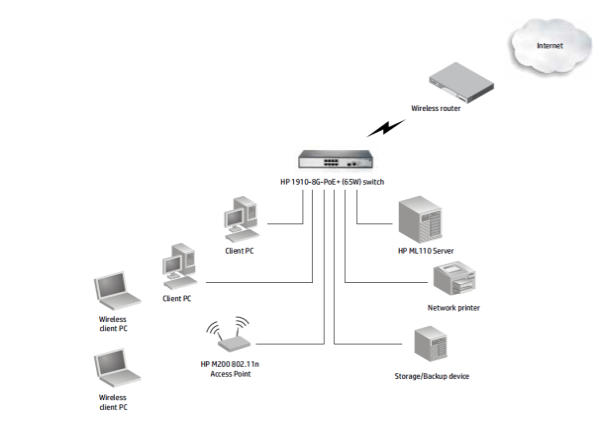 Internet
Wireless router
HP 1910-8G-PoE+ (65W) switch
Client PC
HP ML110 Server
Client PC
Network printer
Wireless
client PC
HP M200 802.11n
Access Point
Storage/Backup device
Wireless
client PC